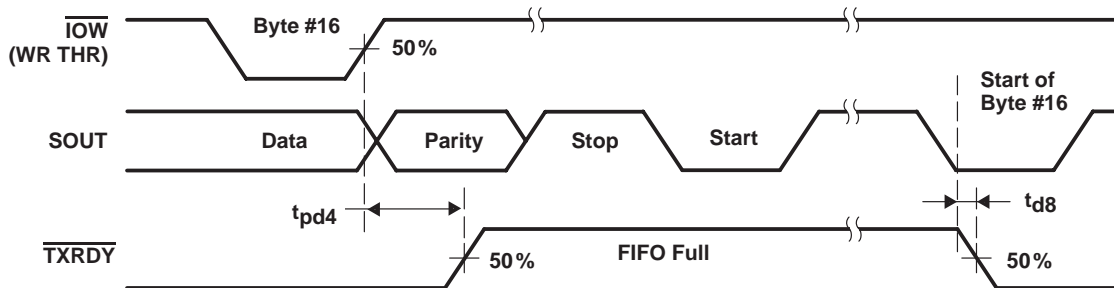 IOW
(WR THR)
Byte #16
50%
Start of
Byte #16
SOUT
Data
Parity
Stop
Start
tpd4
td8
TXRDY
50%
FIFO Full
50%